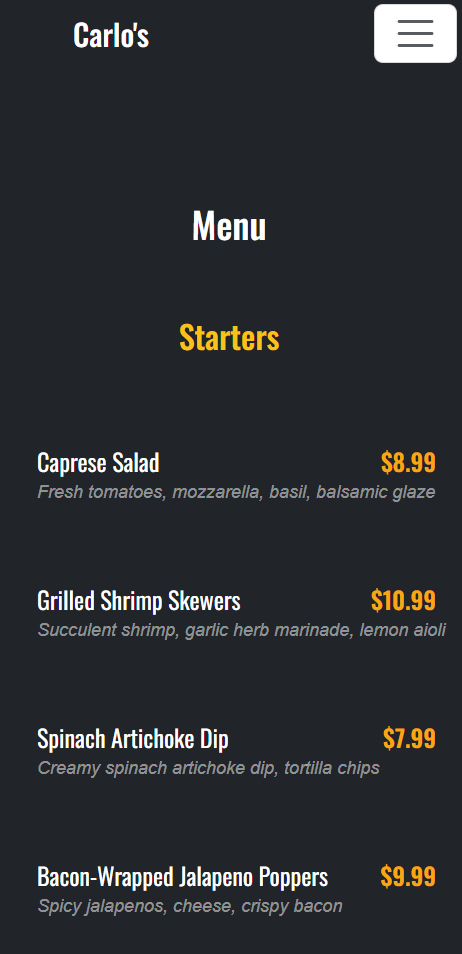 Carlo's
Menu
Starters
Caprese Salad $8.99
Fresh tomatoes, mozzarella, basil, balsamic glaze
Grilled Shrimp Skewers $10.99
Succulent shrimp, garlic herb marinade, lemon aioli
Spinach Artichoke Dip $7.99
Creamy spinach artichoke dip, tortilla chips
Bacon-Wrapped Jalapeno Poppers $9.99
Spicy jalapenos, cheese, crispy bacon